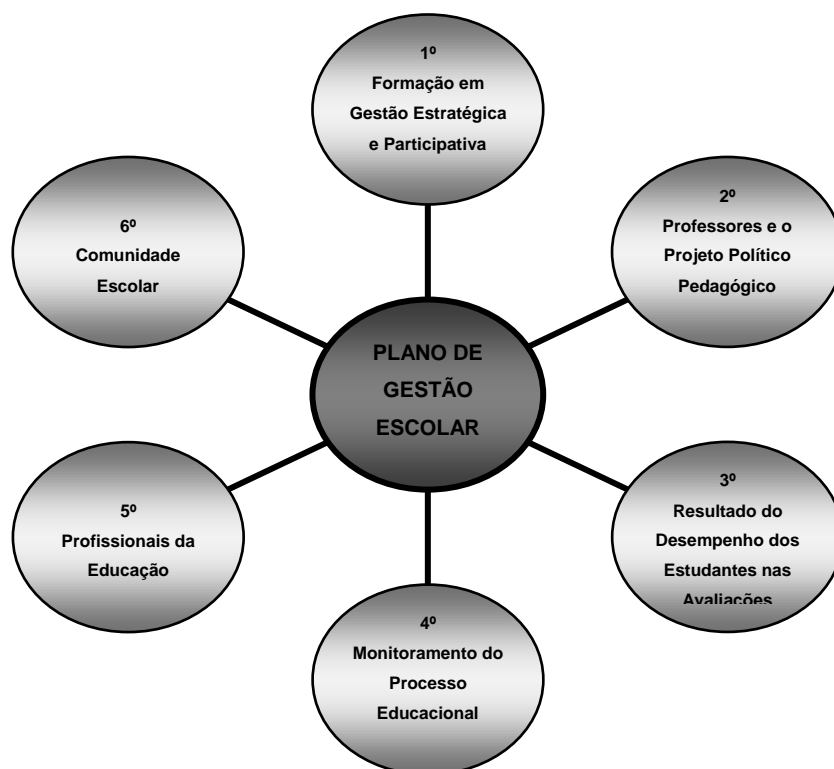 1º
Formação em
Gestão Estratégica
e Participativa
2º
Professores e o
Projeto Político
Pedagógico
3º
Resultado do
Desempenho dos
Estudantes nas
Avaliações
4º
Monitoramento do
Processo
Educacional
5º
Profissionais da
Educação
6º
Comunidade
Escolar
PLANO DE
GESTÃO
ESCOLAR